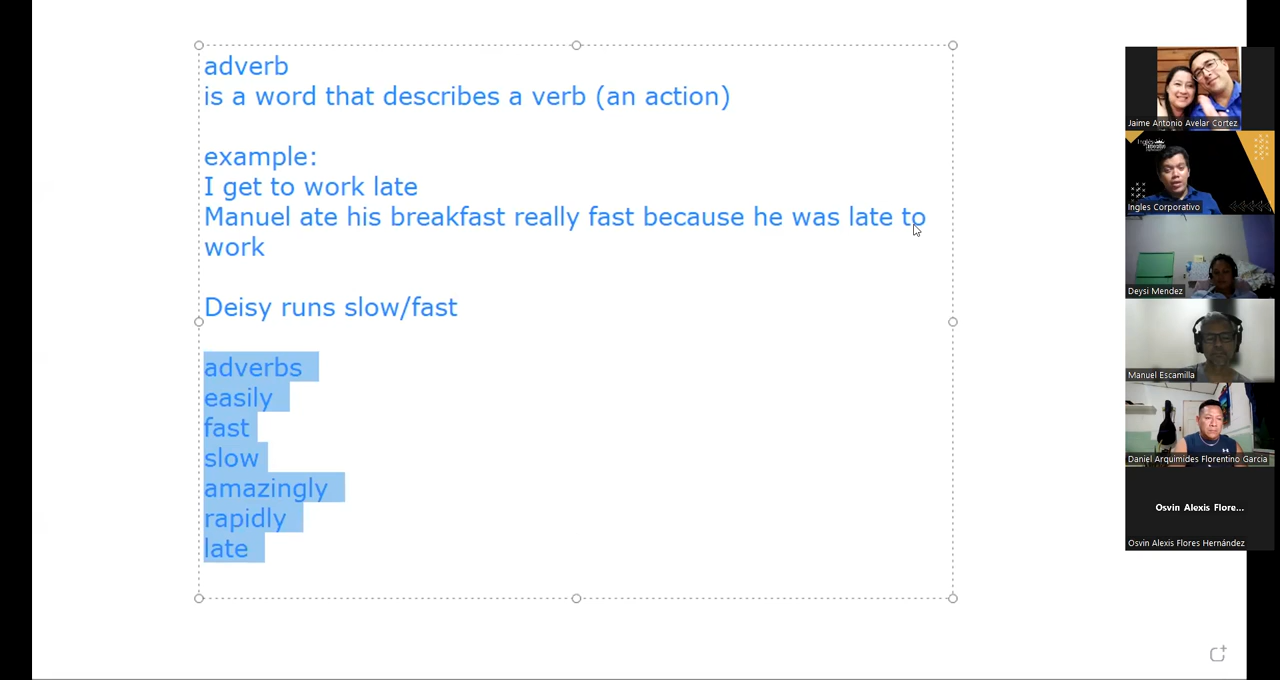 adverb
is a word that describes a verb (an action)
example:
I get to work late
Manuel ate his breakfast really fast because he was late to
work
Deisy runs slow/fast
adverbs
easily
fast
slow
amazingly
rapidly
late
Jaime Antonio Avelar Cortez
Ingles Corporativo
Deysi Mendez
Manuel Escamilla
Daniel Arquimides Florentino Garcia
Osvin Alexis Flore...
Osvin Alexis Flores Hernández